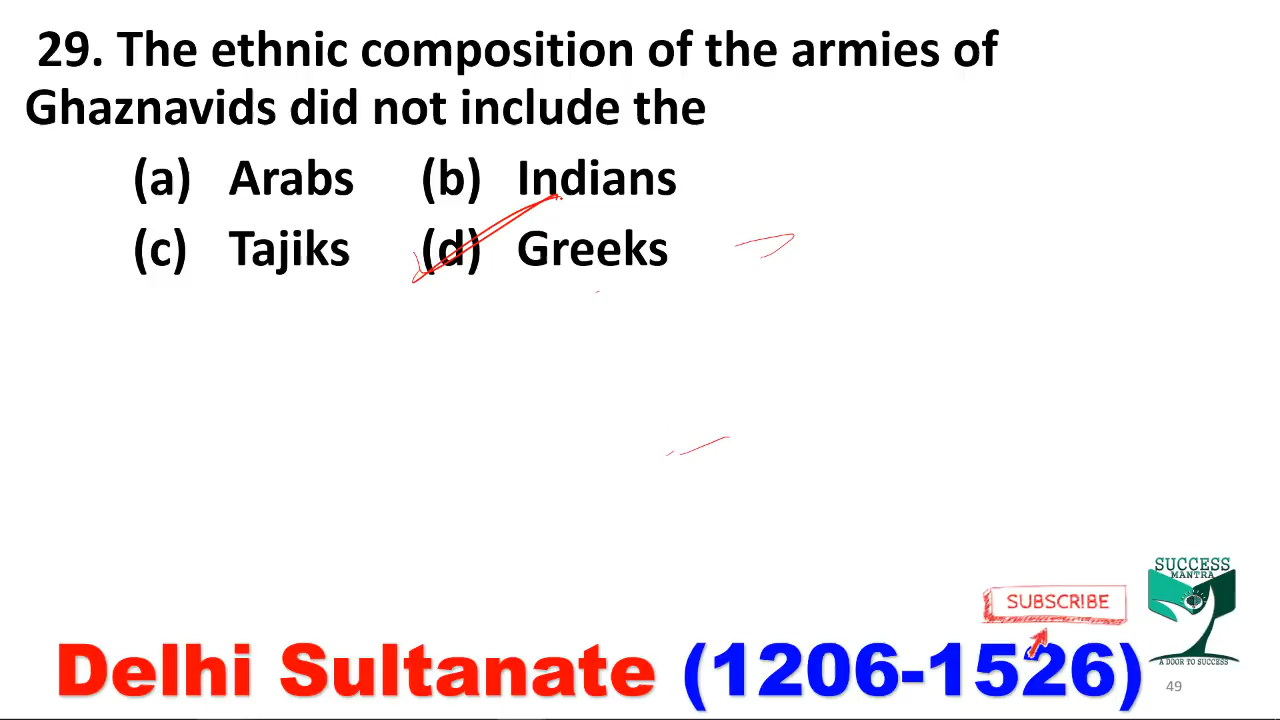 29. The ethnic composition of the armies of
Ghaznavids did not include the
(a) Arabs (b) Indians
(c) Tajiks (d) Greeks
SUCCESS
MANTRA
SUBSCRIBE
A DOOR TO SUCCESS
Delhi Sultanate (1206-1526)
49